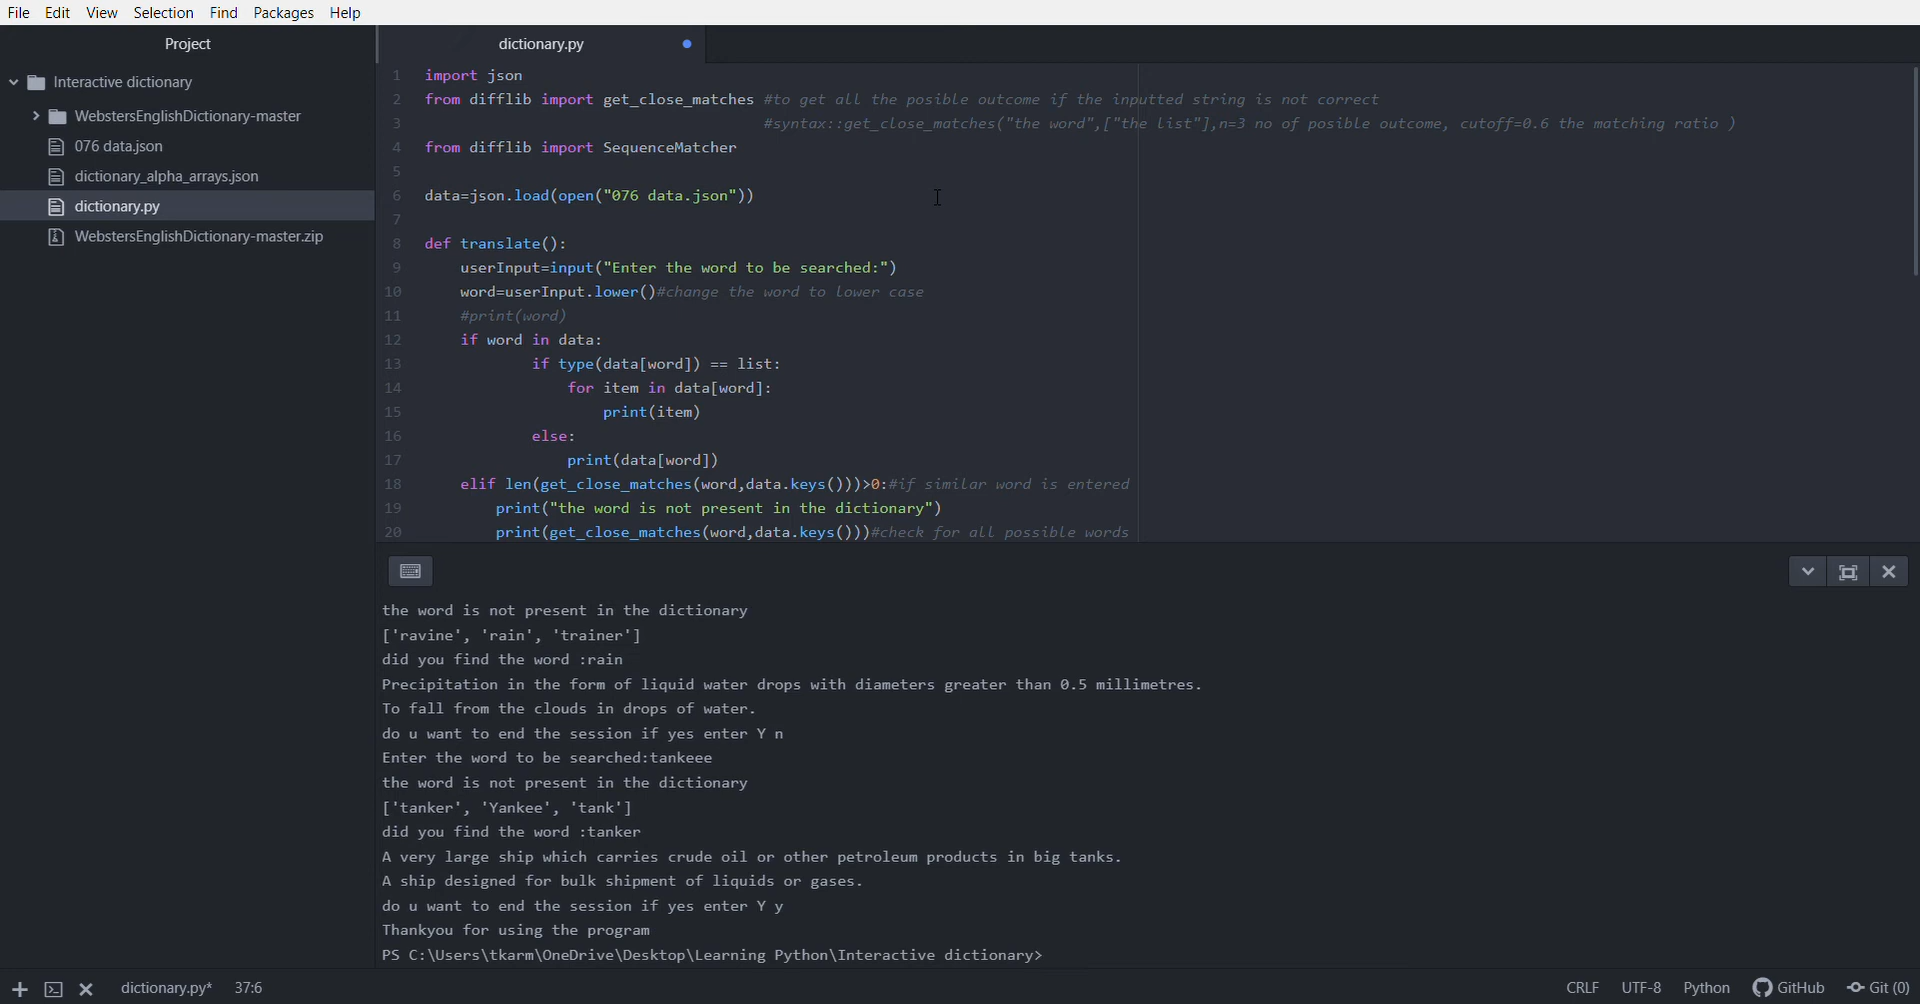 File Edit View Selection Find Packages Help
Project
Interactive dictionary
WebstersEnglishDictionary-master
076 data.json
dictionary_alpha_arrays.json
dictionary.py
WebstersEnglishDictionary-master.zip
dictionary.py
1 import json
2 from difflib import get_close_matches #to get all the posible outcome if the inputted string is not correct
3 #syntax::get_close_matches("the word",["the list"],n=3 no of posible outcome, cutoff=0.6 the matching ratio )
4 from difflib import SequenceMatcher
5
6 data=json.load(open("076 data.json"))
7
8 def translate():
9 userInput=input("Enter the word to be searched:")
10 word=userInput.lower()#change the word to lower case
11 #print(word)
12 if word in data:
13 if type(data[word]) == list:
14 for item in data[word]:
15 print(item)
16 else:
17 print(data[word])
18 elif len(get_close_matches(word,data.keys()))>0:#if similar word is entered
19 print("the word is not present in the dictionary")
20 print(get_close_matches(word,data.keys()))#check for all possible words
the word is not present in the dictionary
['ravine', 'rain', 'trainer']
did you find the word :rain
Precipitation in the form of liquid water drops with diameters greater than 0.5 millimetres.
To fall from the clouds in drops of water.
do u want to end the session if yes enter Y n
Enter the word to be searched:tankeee
the word is not present in the dictionary
['tanker', 'Yankee', 'tank']
did you find the word :tanker
A very large ship which carries crude oil or other petroleum products in big tanks.
A ship designed for bulk shipment of liquids or gases.
do u want to end the session if yes enter Y y
Thankyou for using the program
PS C:\Users\tkarm\OneDrive\Desktop\Learning Python\Interactive dictionary>
dictionary.py* 37:6 CRLF UTF-8 Python GitHub Git (0)